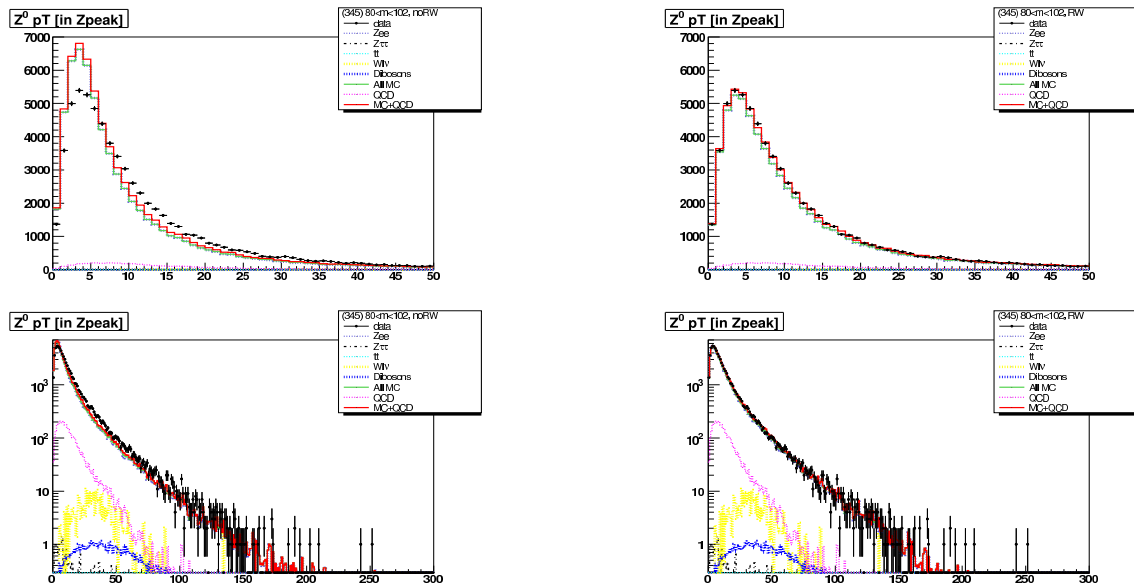 Z⁰ pT [in Zpeak]
(345) 80<m<102, noRW
data
Zee
Zττ
tt
Wlν
Dibosons
All MC
QCD
MC+QCD
7000
6000
5000
4000
3000
2000
1000
0
0 5 10 15 20 25 30 35 40 45 50
Z⁰ pT [in Zpeak]
(345) 80<m<102, RW
data
Zee
Zττ
tt
Wlν
Dibosons
All MC
QCD
MC+QCD
7000
6000
5000
4000
3000
2000
1000
0
0 5 10 15 20 25 30 35 40 45 50
Z⁰ pT [in Zpeak]
(345) 80<m<102, noRW
data
Zee
Zττ
tt
Wlν
Dibosons
All MC
QCD
MC+QCD
10³
10²
10
1
0 50 100 150 200 250 300
Z⁰ pT [in Zpeak]
(345) 80<m<102, RW
data
Zee
Zττ
tt
Wlν
Dibosons
All MC
QCD
MC+QCD
10³
10²
10
1
0 50 100 150 200 250 300